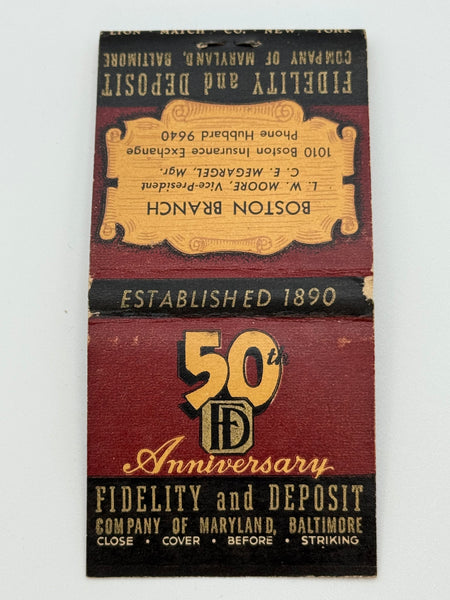 LION MATCH CO. NEW YORK
FIDELITY and DEPOSIT
COMPANY OF MARYLAND, BALTIMORE
BOSTON BRANCH
L. W. MOORE, Vice-President
C. E. MEGARGEL, Mgr.
1010 Boston Insurance Exchange
Phone Hubbard 9640
ESTABLISHED 1890
50th
FD
Anniversary
FIDELITY and DEPOSIT
COMPANY OF MARYLAND, BALTIMORE
CLOSE • COVER • BEFORE • STRIKING